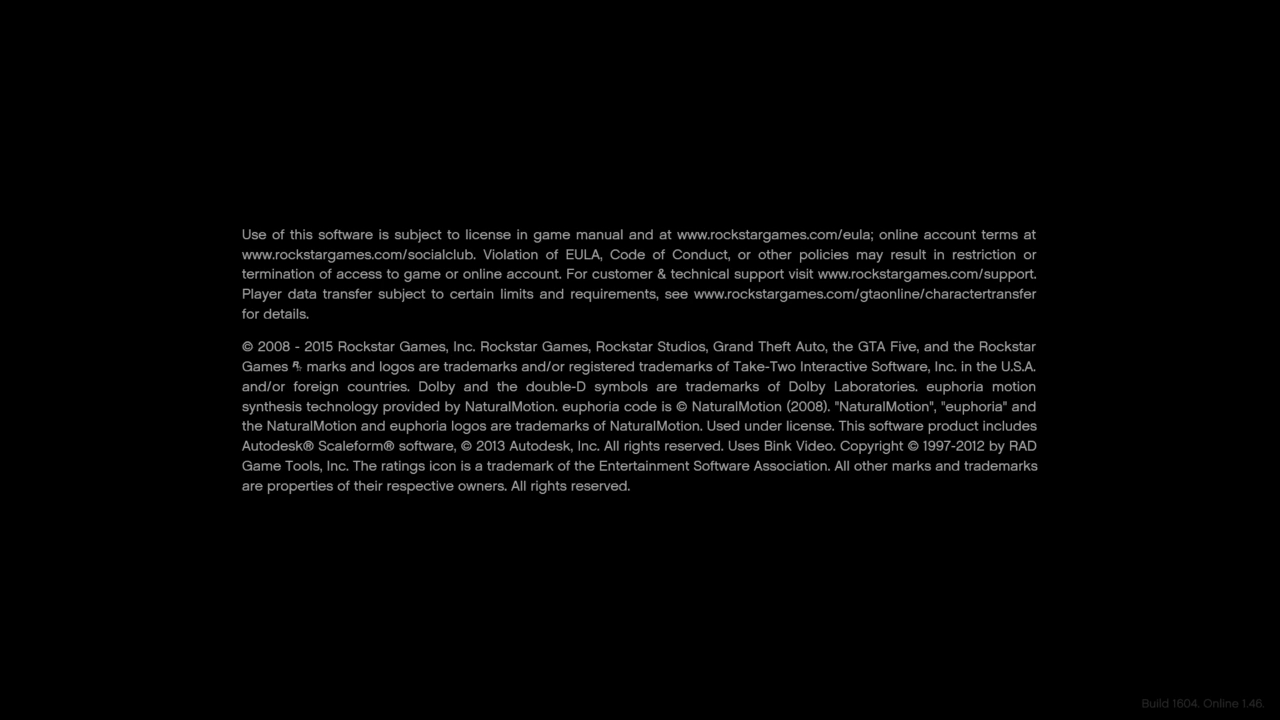 Use of this software is subject to license in game manual and at www.rockstargames.com/eula; online account terms at
www.rockstargames.com/socialclub. Violation of EULA, Code of Conduct, or other policies may result in restriction or
termination of access to game or online account. For customer & technical support visit www.rockstargames.com/support.
Player data transfer subject to certain limits and requirements, see www.rockstargames.com/gtaonline/charactertransfer
for details.
© 2008 - 2015 Rockstar Games, Inc. Rockstar Games, Rockstar Studios, Grand Theft Auto, the GTA Five, and the Rockstar
Games R* marks and logos are trademarks and/or registered trademarks of Take-Two Interactive Software, Inc. in the U.S.A.
and/or foreign countries. Dolby and the double-D symbols are trademarks of Dolby Laboratories. euphoria motion
synthesis technology provided by NaturalMotion. euphoria code is © NaturalMotion (2008). "NaturalMotion", "euphoria" and
the NaturalMotion and euphoria logos are trademarks of NaturalMotion. Used under license. This software product includes
Autodesk® Scaleform® software, © 2013 Autodesk, Inc. All rights reserved. Uses Bink Video. Copyright © 1997-2012 by RAD
Game Tools, Inc. The ratings icon is a trademark of the Entertainment Software Association. All other marks and trademarks
are properties of their respective owners. All rights reserved.
Build 1604. Online 1.46.